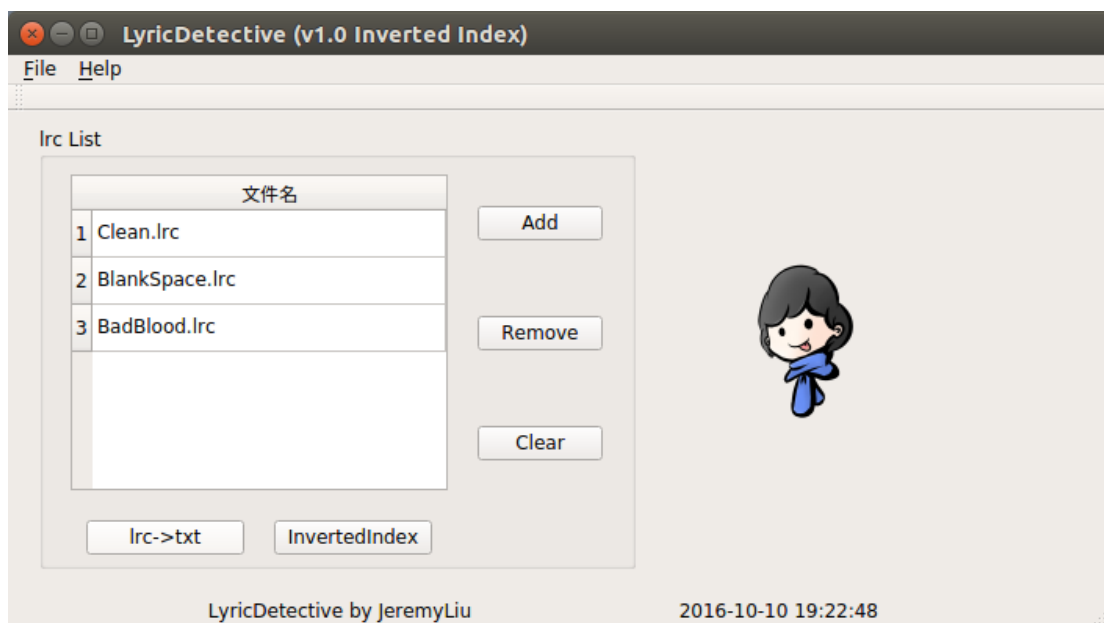 LyricDetective (v1.0 Inverted Index)
File Help
lrc List
文件名
1 Clean.lrc
2 BlankSpace.lrc
3 BadBlood.lrc
Add
Remove
Clear
lrc->txt InvertedIndex
LyricDetective by JeremyLiu 2016-10-10 19:22:48